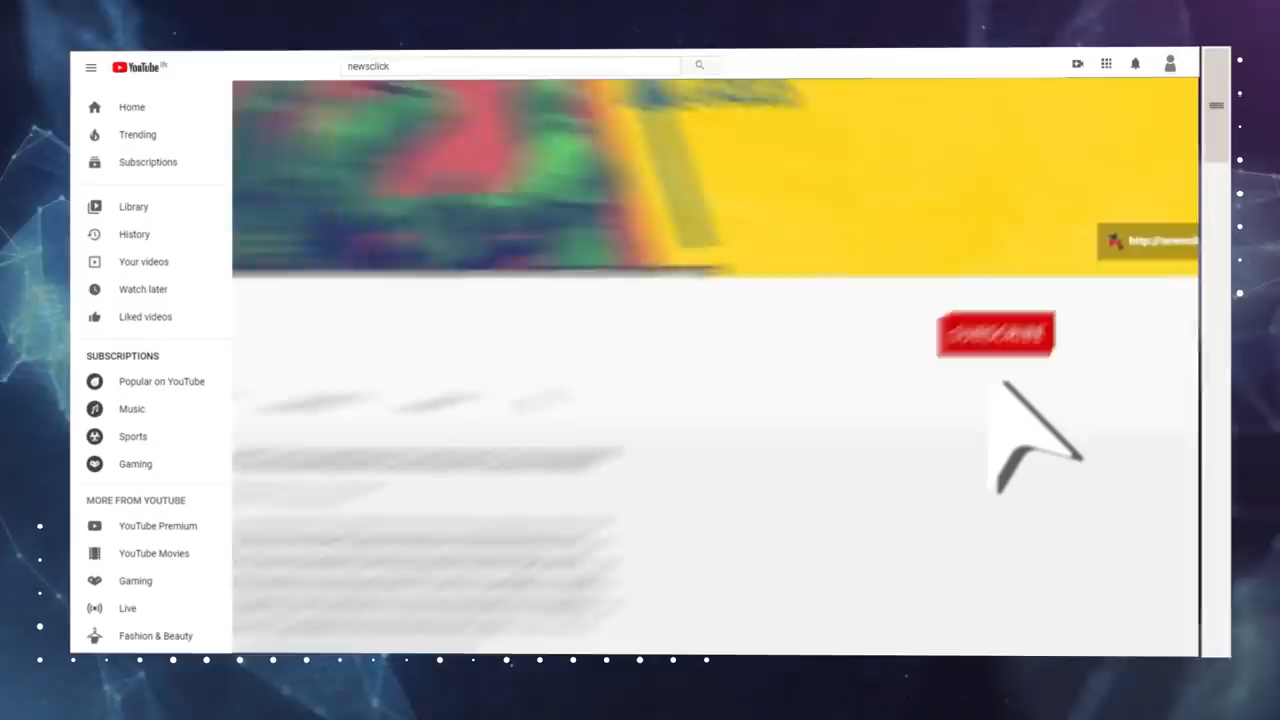 YouTube IN
newsclick
Home
Trending
Subscriptions
Library
History
Your videos
Watch later
Liked videos
SUBSCRIPTIONS
Popular on YouTube
Music
Sports
Gaming
MORE FROM YOUTUBE
YouTube Premium
YouTube Movies
Gaming
Live
Fashion & Beauty
SUBSCRIBE